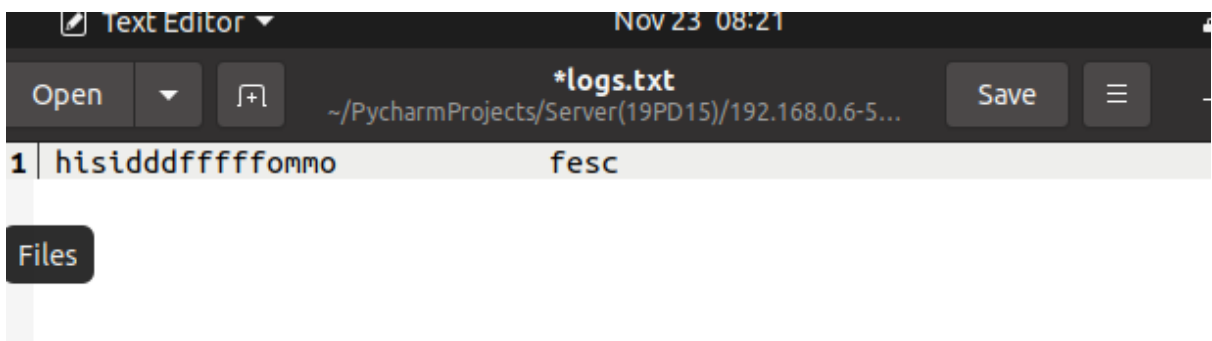 Text Editor Nov 23 08:21
Open *logs.txt Save
~/PycharmProjects/Server(19PD15)/192.168.0.6-5...
1 hisidddfffffommo fesc
Files